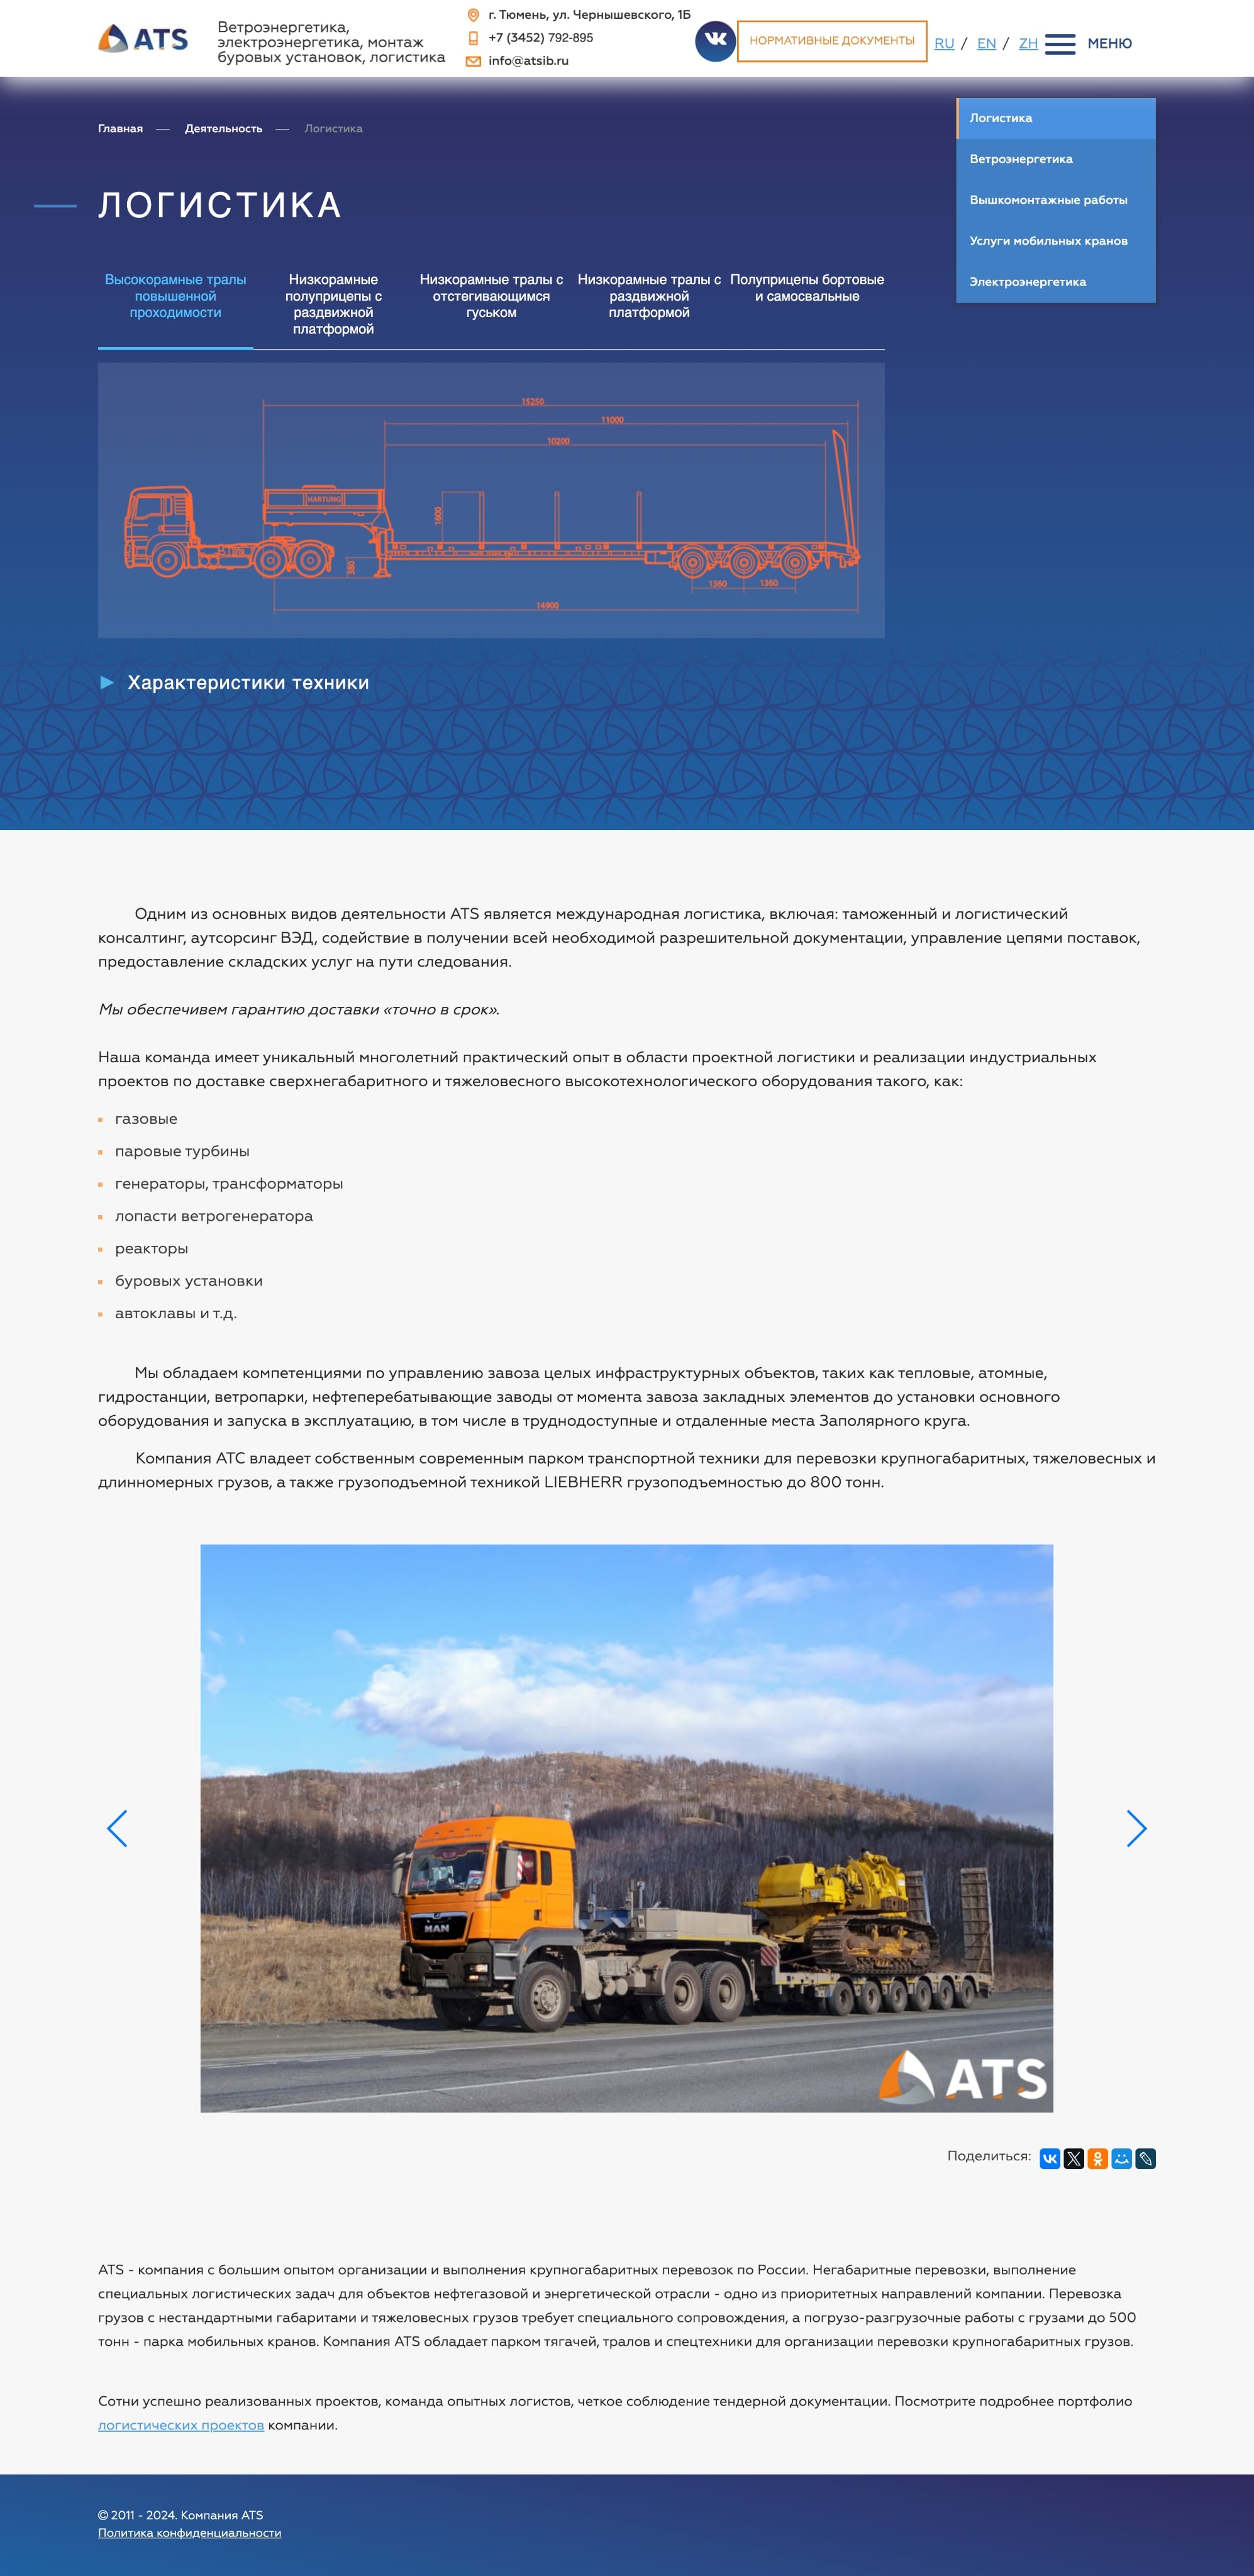 ATS
Ветроэнергетика,
электроэнергетика, монтаж
буровых установок, логистика
г. Тюмень, ул. Чернышевского, 1Б
+7 (3452) 792-895
info@atsib.ru
НОРМАТИВНЫЕ ДОКУМЕНТЫ
RU / EN / ZH
МЕНЮ
Главная — Деятельность — Логистика
Логистика
Ветроэнергетика
Вышкомонтажные работы
Услуги мобильных кранов
Электроэнергетика
ЛОГИСТИКА
Высокорамные тралы
повышенной
проходимости
Низкорамные
полуприцепы с
раздвижной
платформой
Низкорамные тралы с
отстегивающимся
гуськом
Низкорамные тралы с
раздвижной
платформой
Полуприцепы бортовые
и самосвальные
15250
11000
10200
HARTUNG
1600
380
1360
1360
14900
Характеристики техники
Одним из основных видов деятельности ATS является международная логистика, включая: таможенный и логистический
консалтинг, аутсорсинг ВЭД, содействие в получении всей необходимой разрешительной документации, управление цепями поставок,
предоставление складских услуг на пути следования.
Мы обеспечивем гарантию доставки «точно в срок».
Наша команда имеет уникальный многолетний практический опыт в области проектной логистики и реализации индустриальных
проектов по доставке сверхнегабаритного и тяжеловесного высокотехнологического оборудования такого, как:
газовые
паровые турбины
генераторы, трансформаторы
лопасти ветрогенератора
реакторы
буровых установки
автоклавы и т.д.
Мы обладаем компетенциями по управлению завоза целых инфраструктурных объектов, таких как тепловые, атомные,
гидростанции, ветропарки, нефтеперебатывающие заводы от момента завоза закладных элементов до установки основного
оборудования и запуска в эксплуатацию, в том числе в труднодоступные и отдаленные места Заполярного круга.
Компания АТС владеет собственным современным парком транспортной техники для перевозки крупногабаритных, тяжеловесных и
длинномерных грузов, а также грузоподъемной техникой LIEBHERR грузоподъемностью до 800 тонн.
MAN
ATS
Поделиться:
ATS - компания с большим опытом организации и выполнения крупногабаритных перевозок по России. Негабаритные перевозки, выполнение
специальных логистических задач для объектов нефтегазовой и энергетической отрасли - одно из приоритетных направлений компании. Перевозка
грузов с нестандартными габаритами и тяжеловесных грузов требует специального сопровождения, а погрузо-разгрузочные работы с грузами до 500
тонн - парка мобильных кранов. Компания ATS обладает парком тягачей, тралов и спецтехники для организации перевозки крупногабаритных грузов.
Сотни успешно реализованных проектов, команда опытных логистов, четкое соблюдение тендерной документации. Посмотрите подробнее портфолио
логистических проектов компании.
© 2011 - 2024. Компания ATS
Политика конфиденциальности